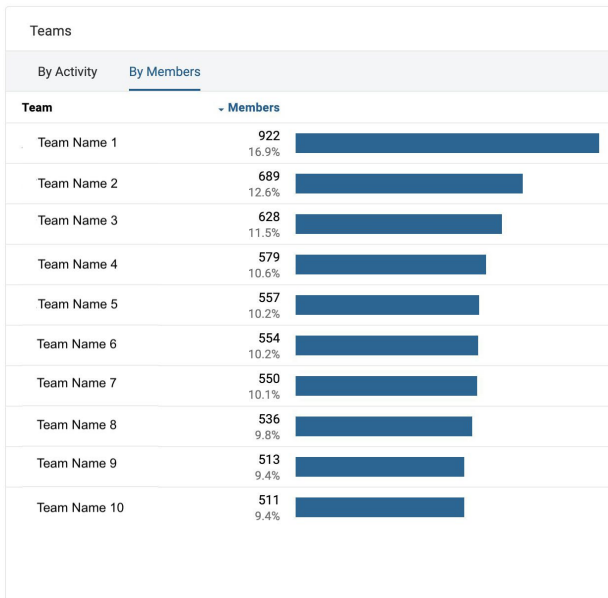 Teams
By Activity By Members
Team Members
Team Name 1 922
16.9%
Team Name 2 689
12.6%
Team Name 3 628
11.5%
Team Name 4 579
10.6%
Team Name 5 557
10.2%
Team Name 6 554
10.2%
Team Name 7 550
10.1%
Team Name 8 536
9.8%
Team Name 9 513
9.4%
Team Name 10 511
9.4%